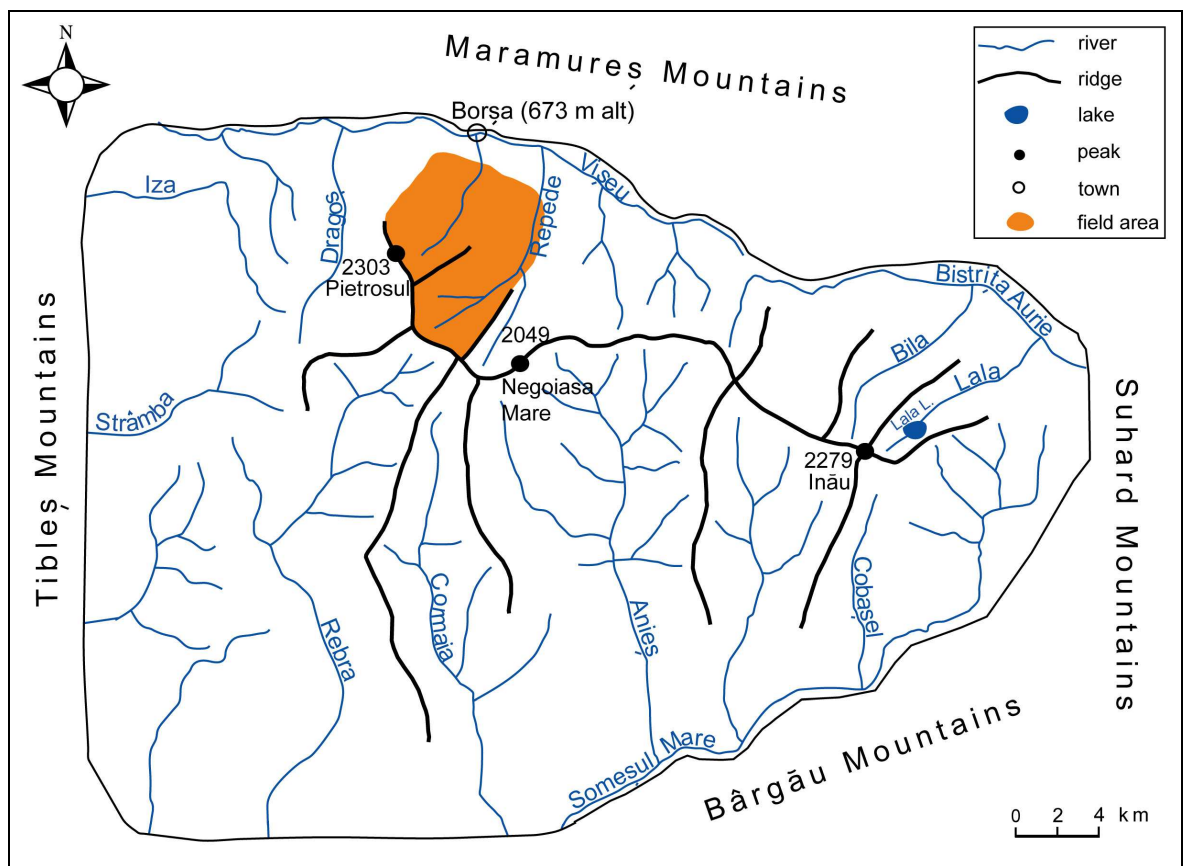 N
Maramureș Mountains
river
ridge
lake
peak
town
field area
Borșa (673 m alt)
Vișeu
Iza
Dragoș
Repede
2303
Pietrosul
Bistrița Aurie
2049
Negoiasa
Mare
Bila
Lala
Lala L.
Strâmba
Tibleș Mountains
Suhard Mountains
2279
Inău
Rebra
Cormaia
Anieș
Cobașel
Someșul Mare
Bârgău Mountains
0 2 4 km